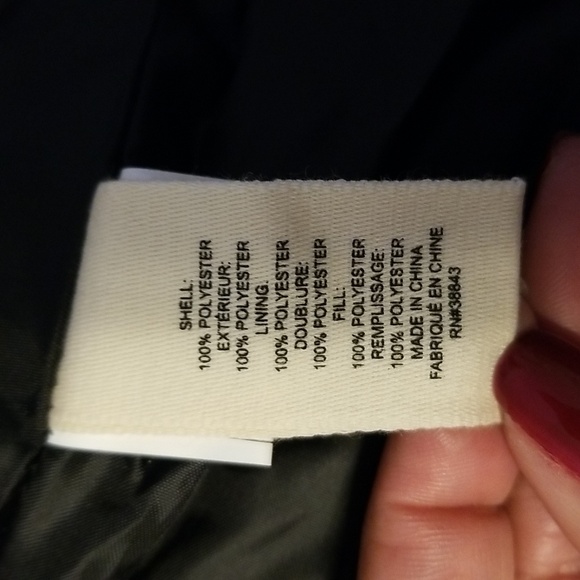 SHELL:
100% POLYESTER
EXTÉRIEUR:
100% POLYESTER
LINING
100% POLYESTER
DOUBLURE:
100% POLYESTER
FILL:
100% POLYESTER
REMPLISSAGE:
100% POLYESTER
MADE IN CHINA
FABRIQUÉ EN CHINE
RN#38843